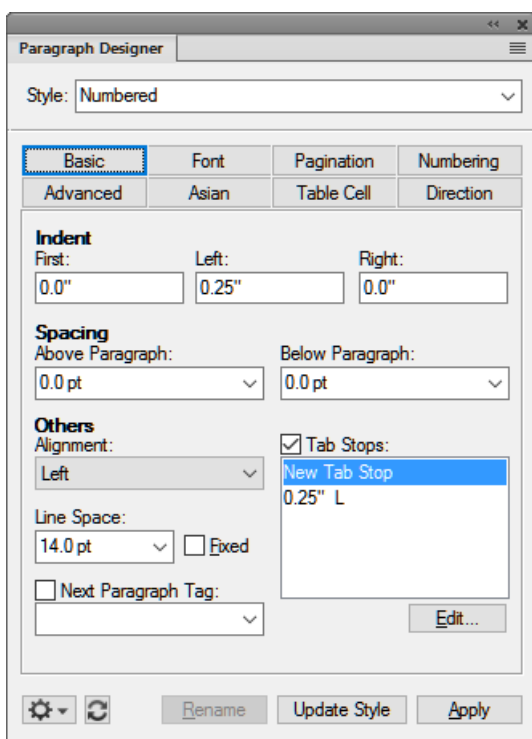 Paragraph Designer
Style: Numbered
Basic Font Pagination Numbering
Advanced Asian Table Cell Direction
Indent
First: Left: Right:
0.0" 0.25" 0.0"
Spacing
Above Paragraph: Below Paragraph:
0.0 pt 0.0 pt
Others
Alignment: Tab Stops:
Left New Tab Stop
0.25" L
Line Space:
14.0 pt Fixed
Next Paragraph Tag:
Edit...
Rename Update Style Apply